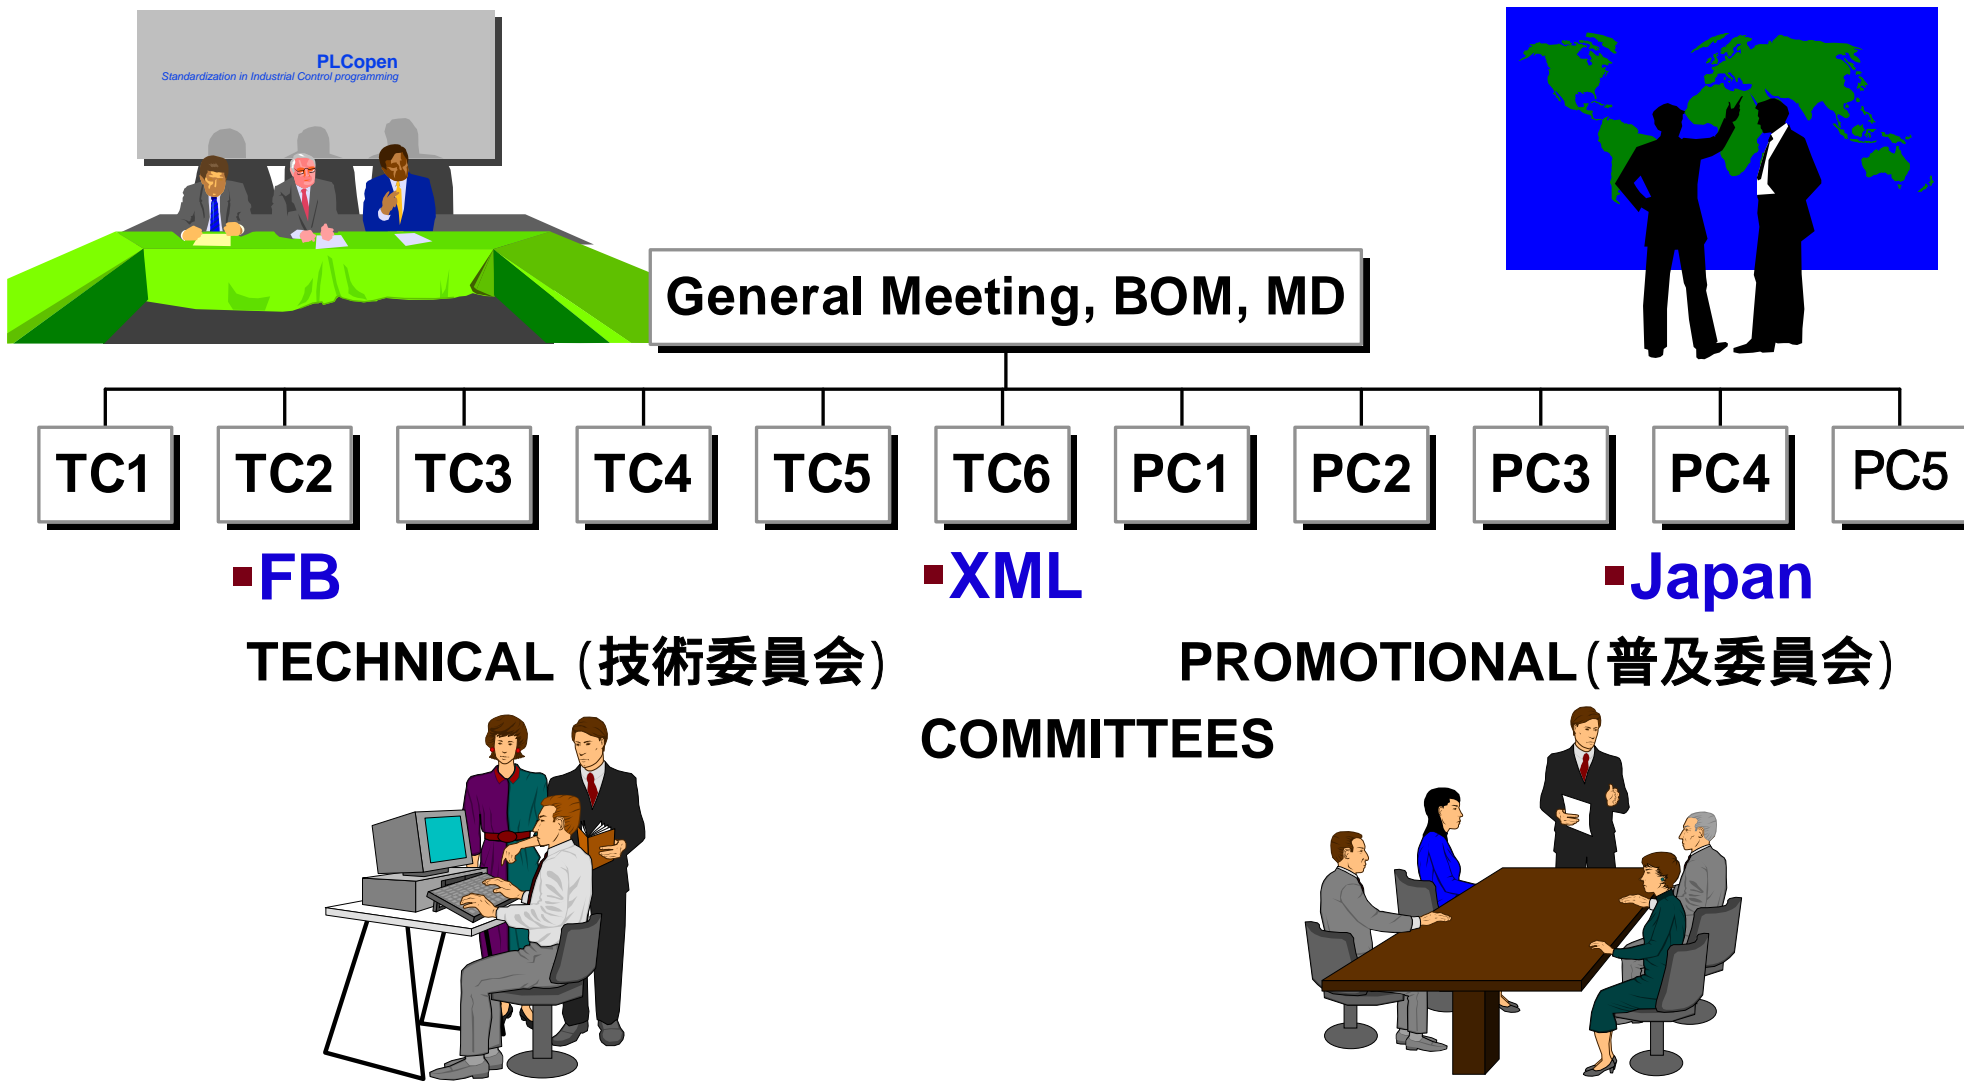 PLCopen
Standardization in Industrial Control programming
General Meeting, BOM, MD
TC1 TC2 TC3 TC4 TC5 TC6 PC1 PC2 PC3 PC4 PC5
▪FB ▪XML ▪Japan
TECHNICAL (技術委員会) PROMOTIONAL(普及委員会)
COMMITTEES